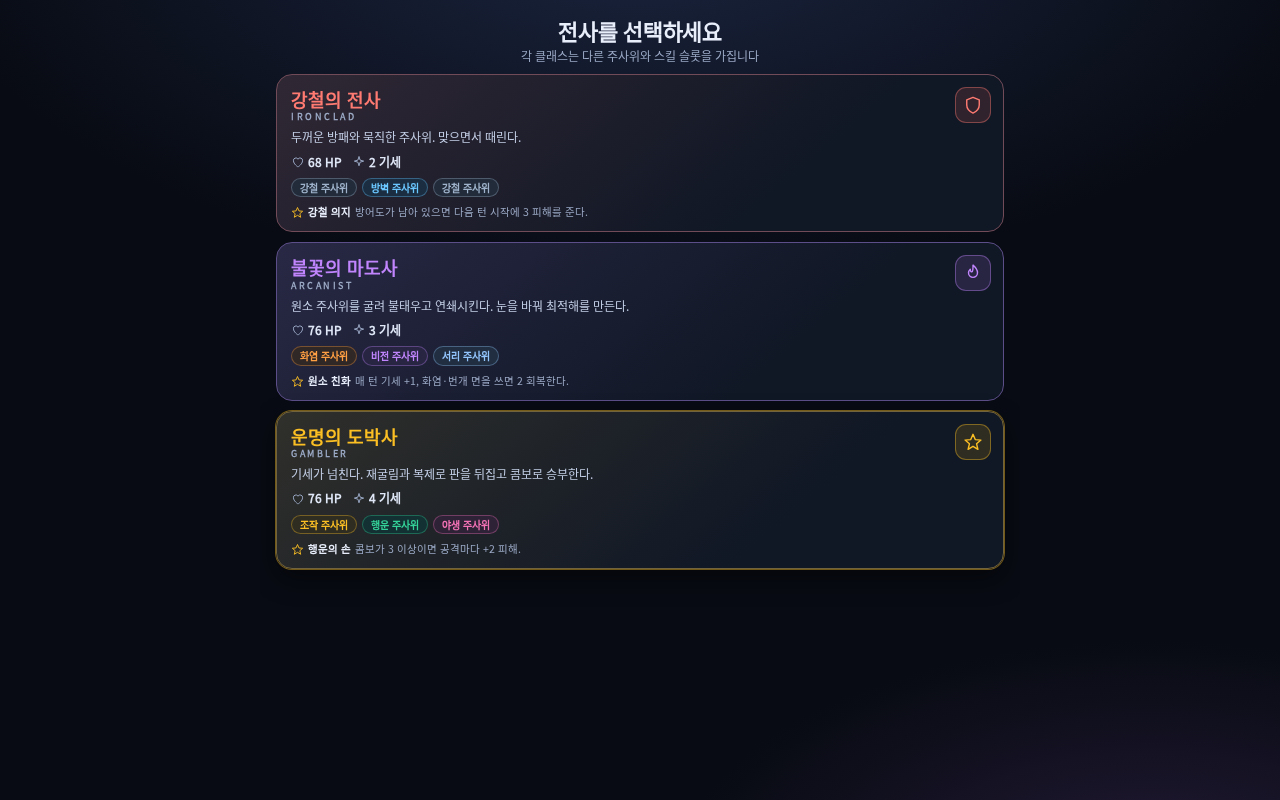 전사를 선택하세요
각 클래스는 다른 주사위와 스킬 슬롯을 가집니다
강철의 전사
IRONCLAD
두꺼운 방패와 묵직한 주사위. 맞으면서 때린다.
68 HP 2 기세
강철 주사위 방벽 주사위 강철 주사위
강철 의지 방어도가 남아 있으면 다음 턴 시작에 3 피해를 준다.
불꽃의 마도사
ARCANIST
원소 주사위를 굴려 불태우고 연쇄시킨다. 눈을 바꿔 최적해를 만든다.
76 HP 3 기세
화염 주사위 비전 주사위 서리 주사위
원소 친화 매 턴 기세 +1, 화염·번개 면을 쓰면 2 회복한다.
운명의 도박사
GAMBLER
기세가 넘친다. 재굴림과 복제로 판을 뒤집고 콤보로 승부한다.
76 HP 4 기세
조작 주사위 행운 주사위 야생 주사위
행운의 손 콤보가 3 이상이면 공격마다 +2 피해.